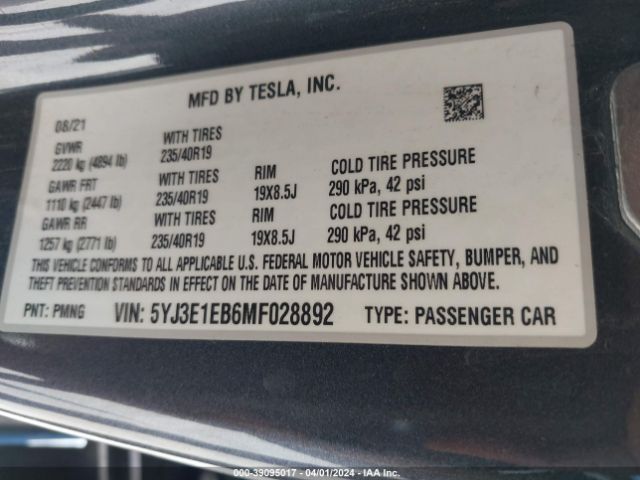 MFD BY TESLA, INC.
08/21
GVWR WITH TIRES
2220 kg (4894 lb) 235/40R19
GAWR FRT WITH TIRES RIM COLD TIRE PRESSURE
1110 kg (2447 lb) 235/40R19 19X8.5J 290 kPa, 42 psi
GAWR RR WITH TIRES RIM COLD TIRE PRESSURE
1257 kg (2771 lb) 235/40R19 19X8.5J 290 kPa, 42 psi
THIS VEHICLE CONFORMS TO ALL APPLICABLE U.S. FEDERAL MOTOR VEHICLE SAFETY, BUMPER, AND
THEFT PREVENTION STANDARDS IN EFFECT ON THE DATE OF MANUFACTURE SHOWN ABOVE.
PNT: PMNG VIN: 5YJ3E1EB6MF028892 TYPE: PASSENGER CAR
000-39095017 - 04/01/2024 - IAA Inc.